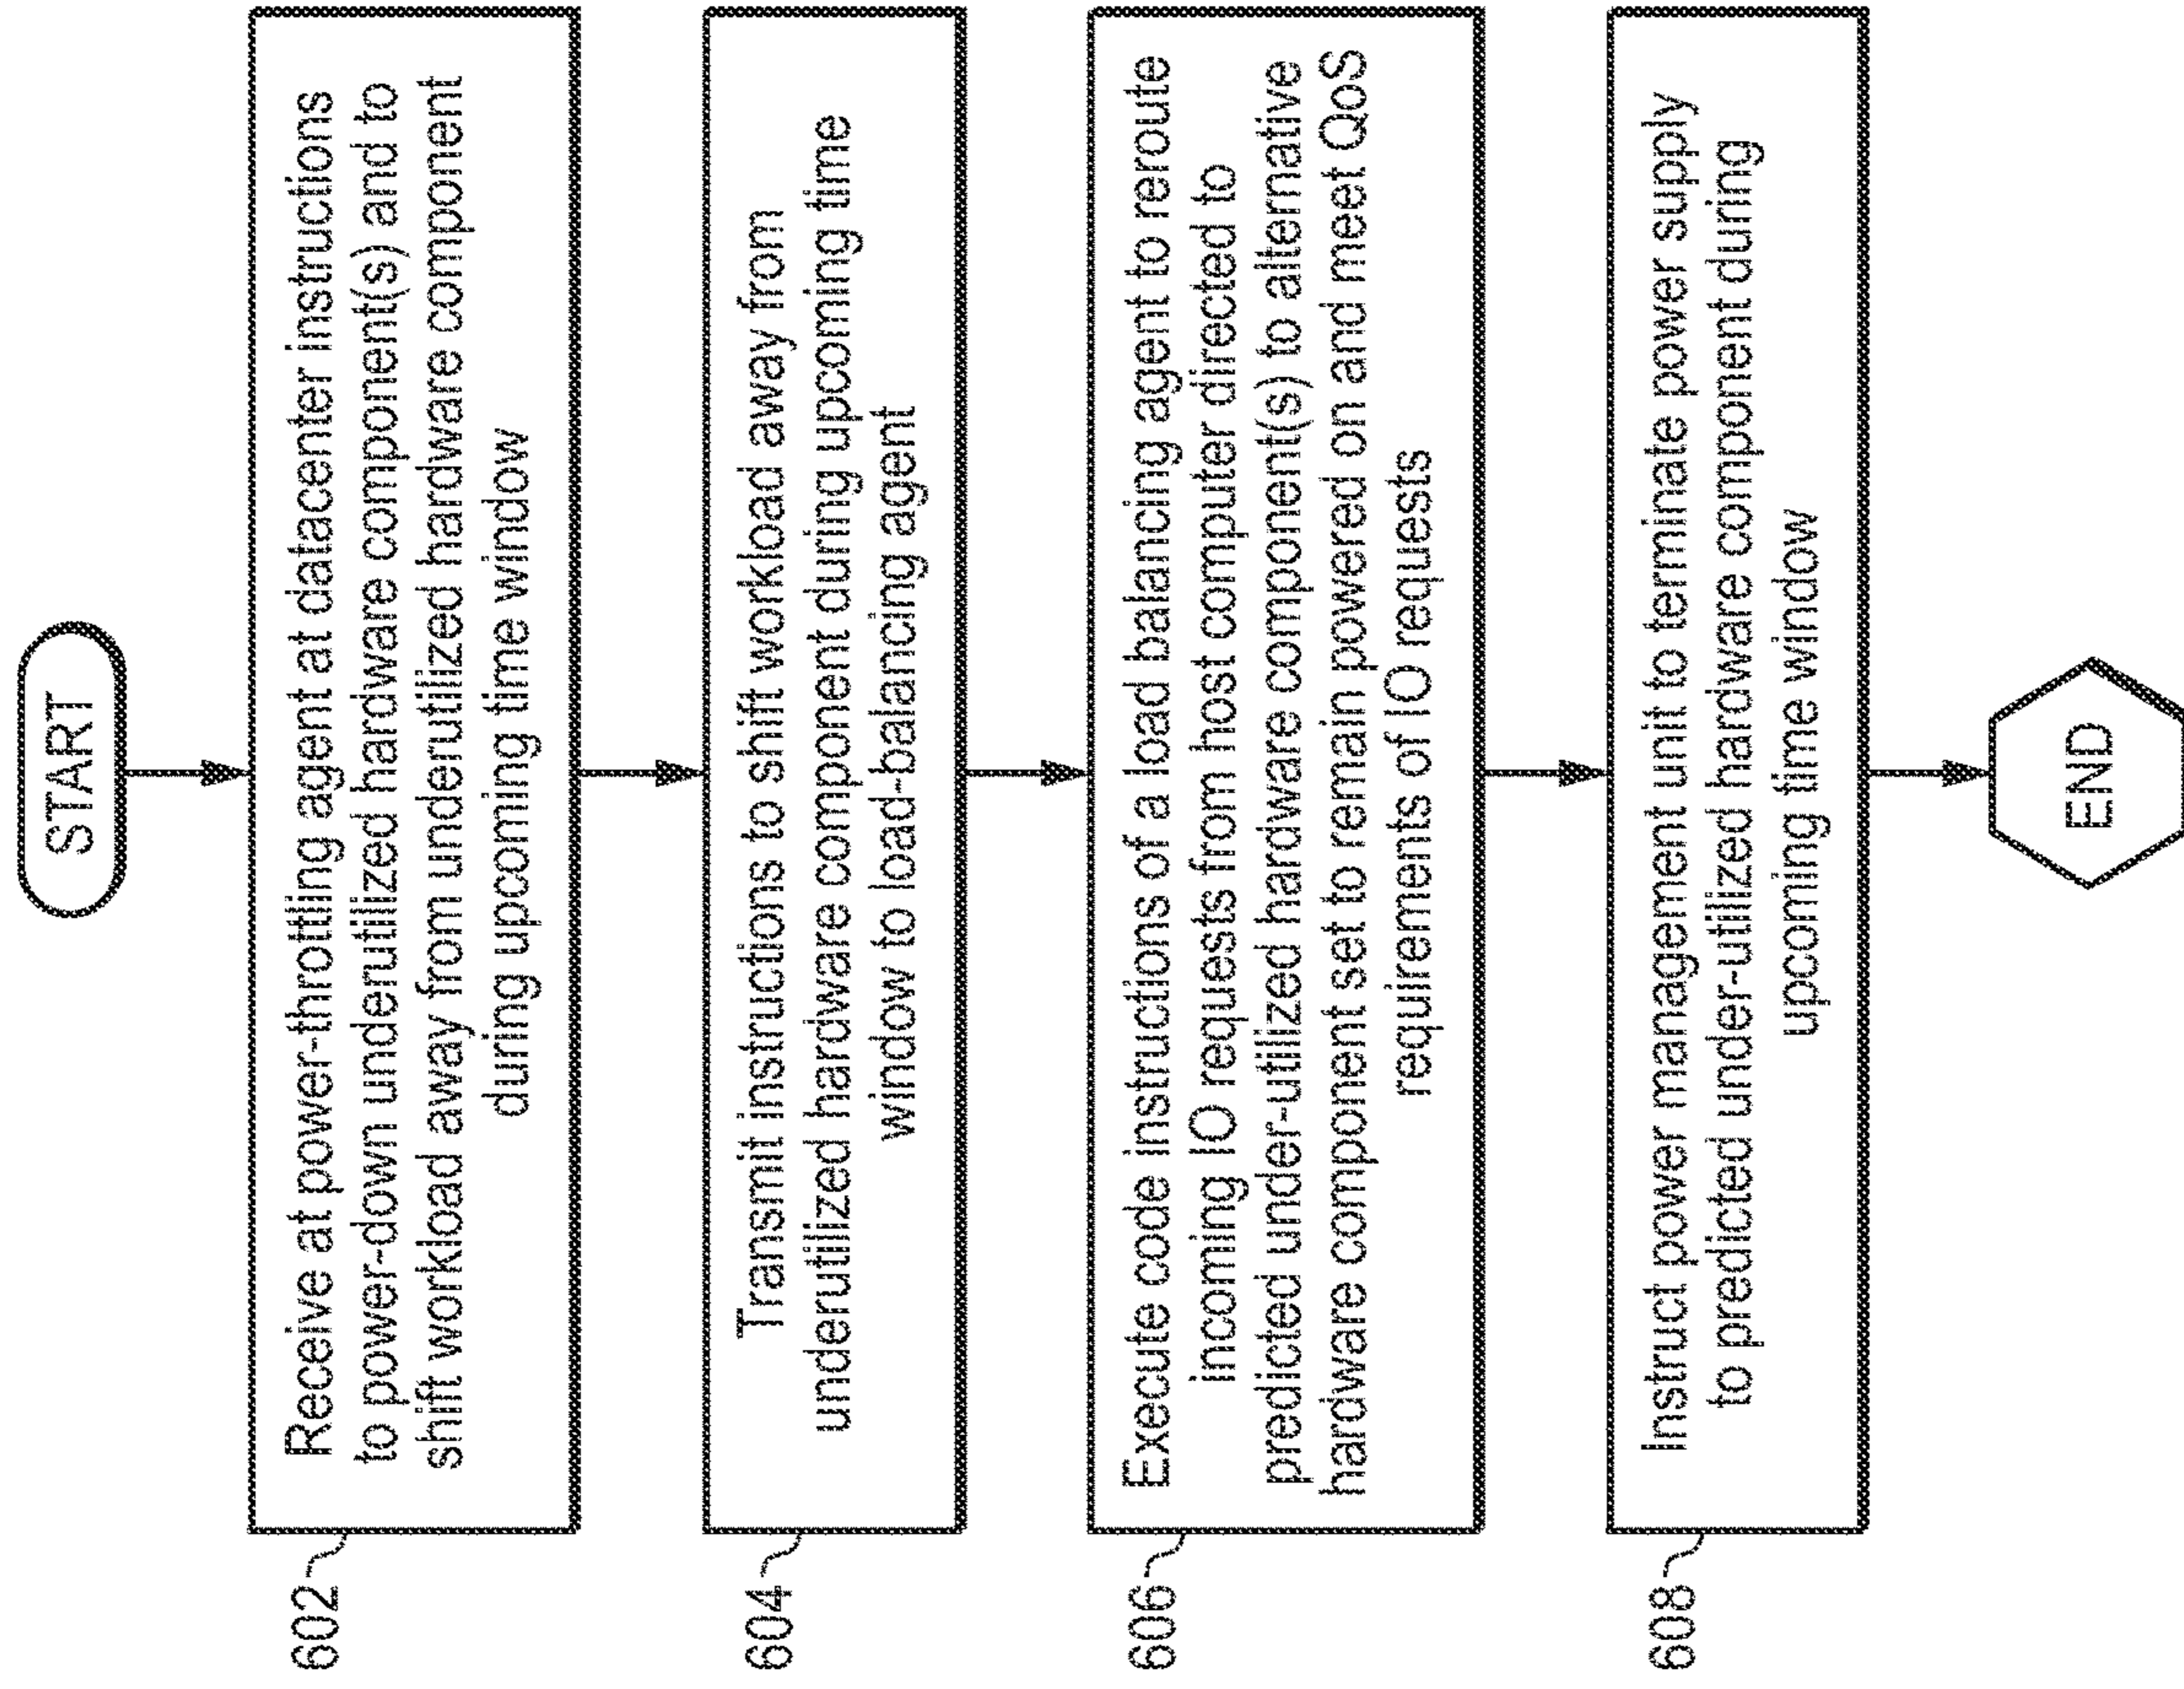 START
602
Receive at power-throttling agent at datacenter instructions
to power-down underutilized hardware component(s) and to
shift workload away from underutilized hardware component
during upcoming time window
604
Transmit instructions to shift workload away from
underutilized hardware component during upcoming time
window to load-balancing agent
606
Execute code instructions of a load balancing agent to reroute
incoming IO requests from host computer directed to
predicted under-utilized hardware component(s) to alternative
hardware component set to remain powered on and meet QoS
requirements of IO requests
608
Instruct power management unit to terminate power supply
to predicted under-utilized hardware component during
upcoming time window
END